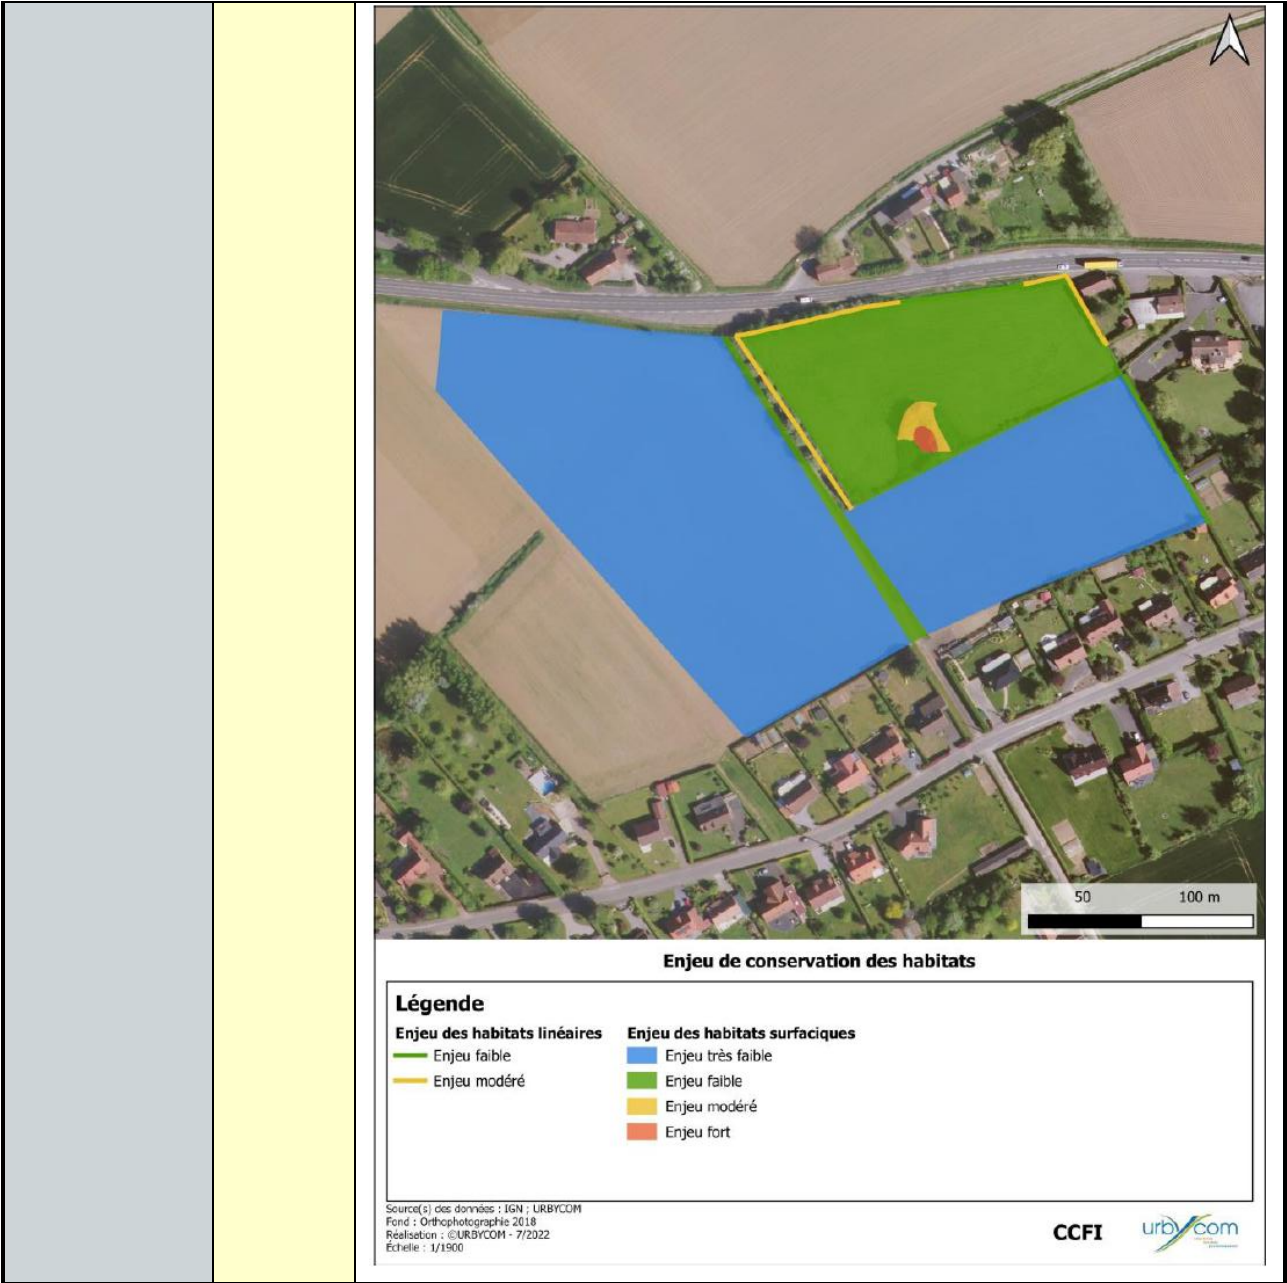 50 100 m
Enjeu de conservation des habitats
Légende
Enjeu des habitats linéaires
Enjeu faible
Enjeu modéré
Enjeu des habitats surfaciques
Enjeu très faible
Enjeu faible
Enjeu modéré
Enjeu fort
Source(s) des données : IGN ; URBYCOM
Fond : Orthophotographie 2018
Réalisation : ©URBYCOM - 7/2022
Échelle : 1/1900
CCFI
urbycom